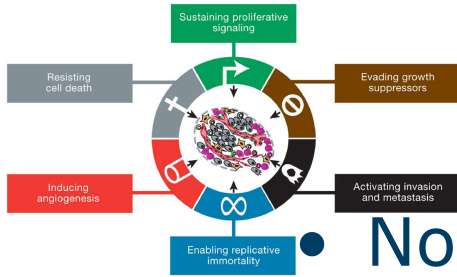 Sustaining proliferative
signaling
Resisting
cell death
Evading growth
suppressors
Inducing
angiogenesis
Activating invasion
and metastasis
Enabling replicative
immortality
• No